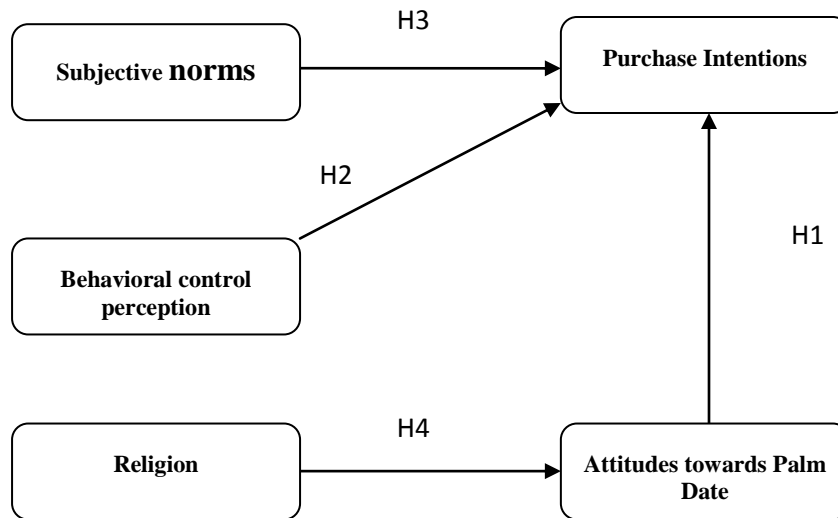 H3
Subjective norms
Purchase Intentions
H2
H1
Behavioral control
perception
H4
Religion
Attitudes towards Palm
Date